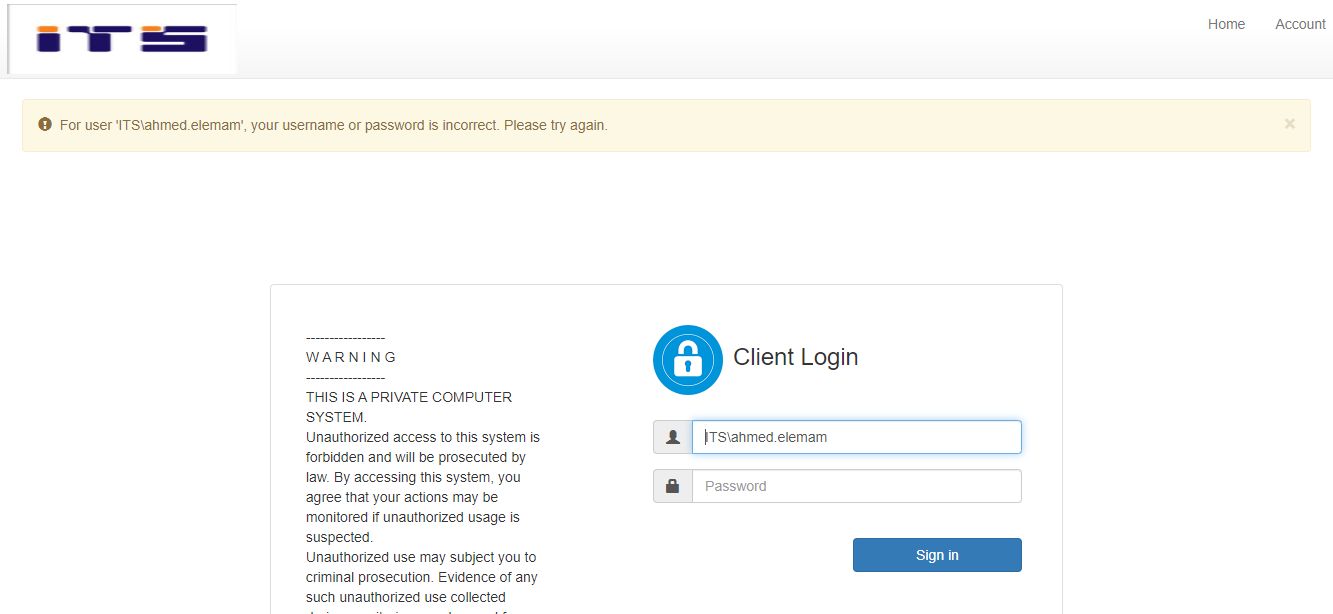 iTS
Home Account
For user 'ITS\ahmed.elemam', your username or password is incorrect. Please try again. ×
-----------------
W A R N I N G
-----------------
THIS IS A PRIVATE COMPUTER
SYSTEM.
Unauthorized access to this system is
forbidden and will be prosecuted by
law. By accessing this system, you
agree that your actions may be
monitored if unauthorized usage is
suspected.
Unauthorized use may subject you to
criminal prosecution. Evidence of any
such unauthorized use collected
Client Login
ITS\ahmed.elemam
Password
Sign in